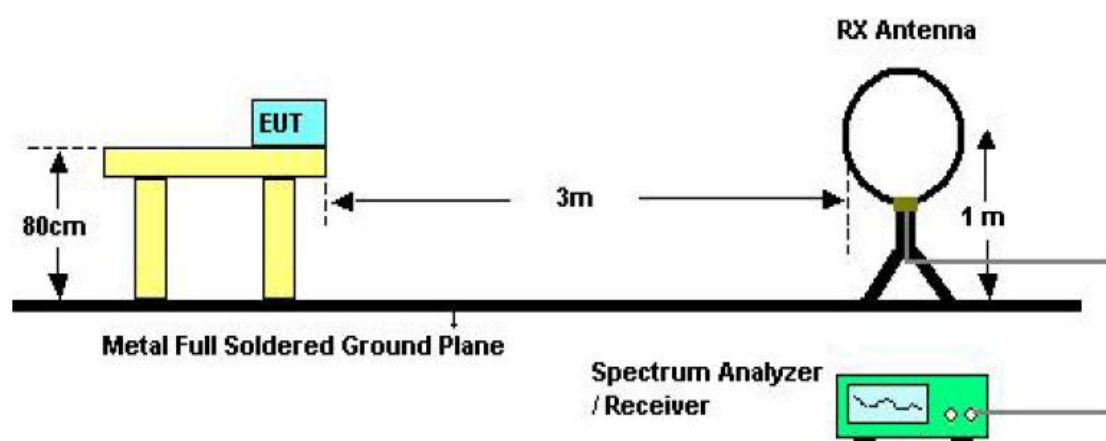 RX Antenna
EUT
80cm
3m
1 m
Metal Full Soldered Ground Plane
Spectrum Analyzer
/ Receiver